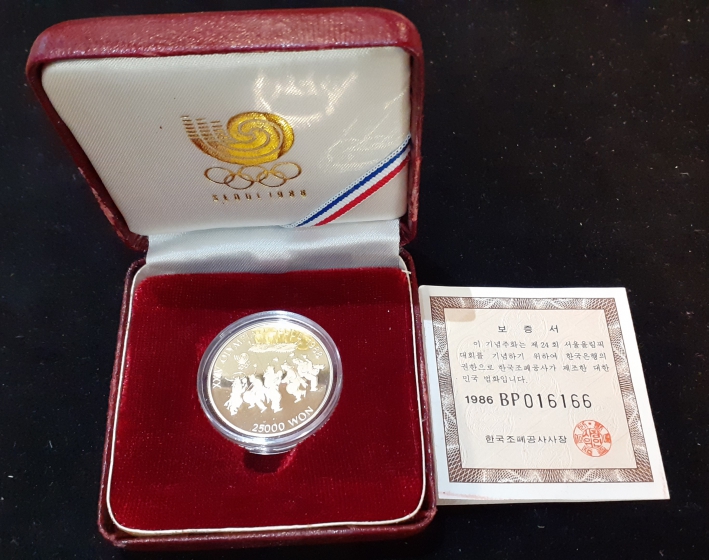 SEOUL 1988
25000 WON
보 증 서
이 기념주화는 제 24 회 서울올림픽
대회를 기념하기 위하여 한국은행의
권한으로 한국조폐공사가 제조한 대한
민국 법화입니다.
1986 BP016166
한국조폐공사사장